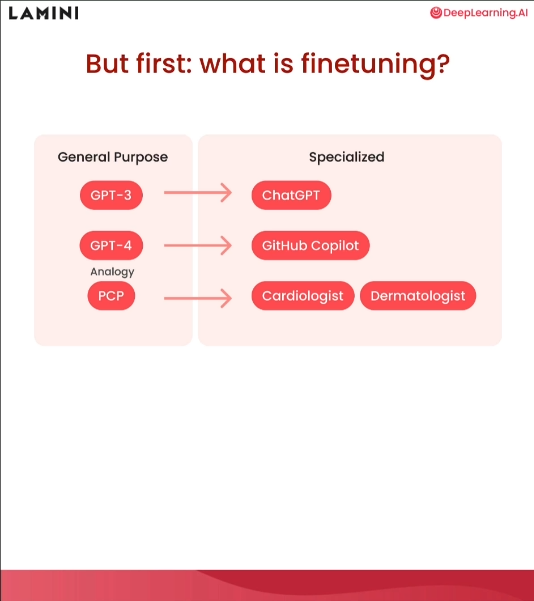 LAMINI
DeepLearning.AI
But first: what is finetuning?
General Purpose
Specialized
GPT-3
ChatGPT
GPT-4
GitHub Copilot
Analogy
PCP
Cardiologist
Dermatologist